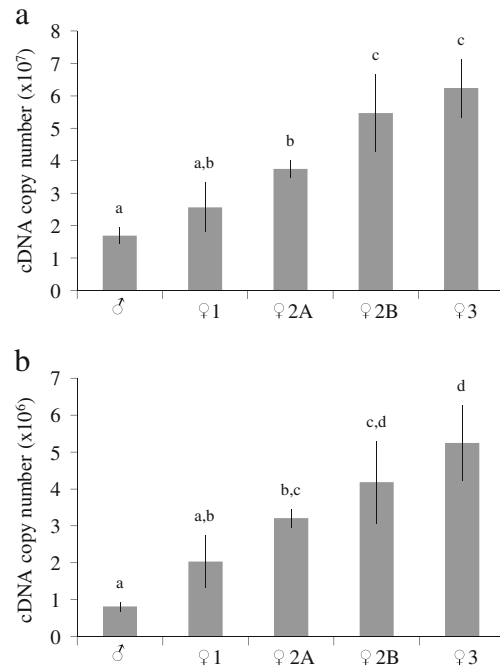 a
cDNA copy number (x10⁷)
8
7
6
5
4
3
2
1
0
a
a,b
b
c
c
♂ ♀1 ♀2A ♀2B ♀3
b
cDNA copy number (x10⁶)
7
6
5
4
3
2
1
0
a
a,b
b,c
c,d
d
♂ ♀1 ♀2A ♀2B ♀3